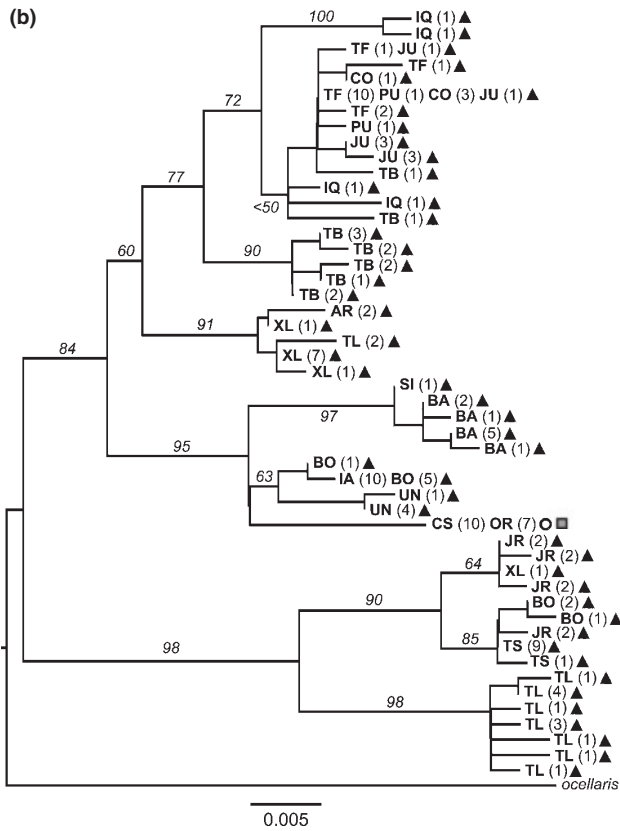 (b)
100
IQ (1) ▲
IQ (1) ▲
TF (1) JU (1) ▲
TF (1) ▲
CO (1) ▲
72
TF (10) PU (1) CO (3) JU (1) ▲
TF (2) ▲
PU (1) ▲
JU (3) ▲
JU (3) ▲
TB (1) ▲
77
IQ (1) ▲
IQ (1) ▲
<50
TB (1) ▲
TB (3) ▲
60
90
TB (2) ▲
TB (2) ▲
TB (1) ▲
TB (2) ▲
AR (2) ▲
91
XL (1) ▲
TL (2) ▲
84
XL (7) ▲
XL (1) ▲
SI (1) ▲
BA (2) ▲
97
BA (1) ▲
BA (5) ▲
95
BA (1) ▲
BO (1) ▲
63
IA (10) BO (5) ▲
UN (1) ▲
UN (4) ▲
CS (10) OR (7)
JR (2) ▲
JR (2) ▲
64
XL (1) ▲
JR (2) ▲
BO (2) ▲
90
BO (1) ▲
JR (2) ▲
85
TS (9) ▲
98
TS (1) ▲
TL (1) ▲
TL (4) ▲
98
TL (1) ▲
TL (3) ▲
TL (1) ▲
TL (1) ▲
TL (1) ▲
ocellaris
0.005